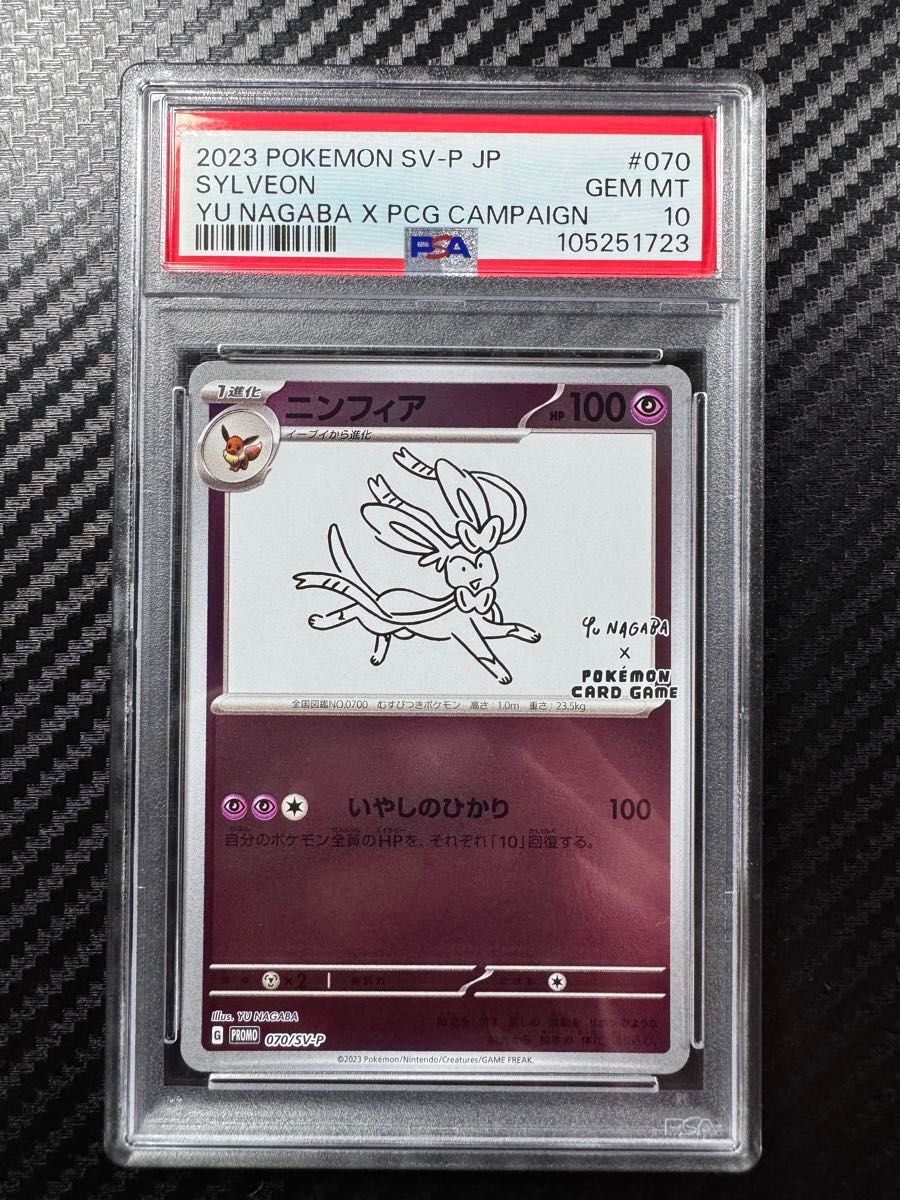 2023 POKEMON SV-P JP #070
SYLVEON GEM MT
YU NAGABA X PCG CAMPAIGN 10
PSA 105251723
1進化 ニンフィア HP 100
イーブイから進化
Yu NAGABA
×
POKÉMON
CARD GAME
全国図鑑NO.0700 むすびつきポケモン 高さ:1.0m 重さ:23.5kg
いやしのひかり 100
自分のポケモン全員のHPを、それぞれ「10」回復する。
×2
Illus. YU NAGABA
G PROMO 070/SV-P
©2023 Pokémon/Nintendo/Creatures/GAME FREAK.
PSA